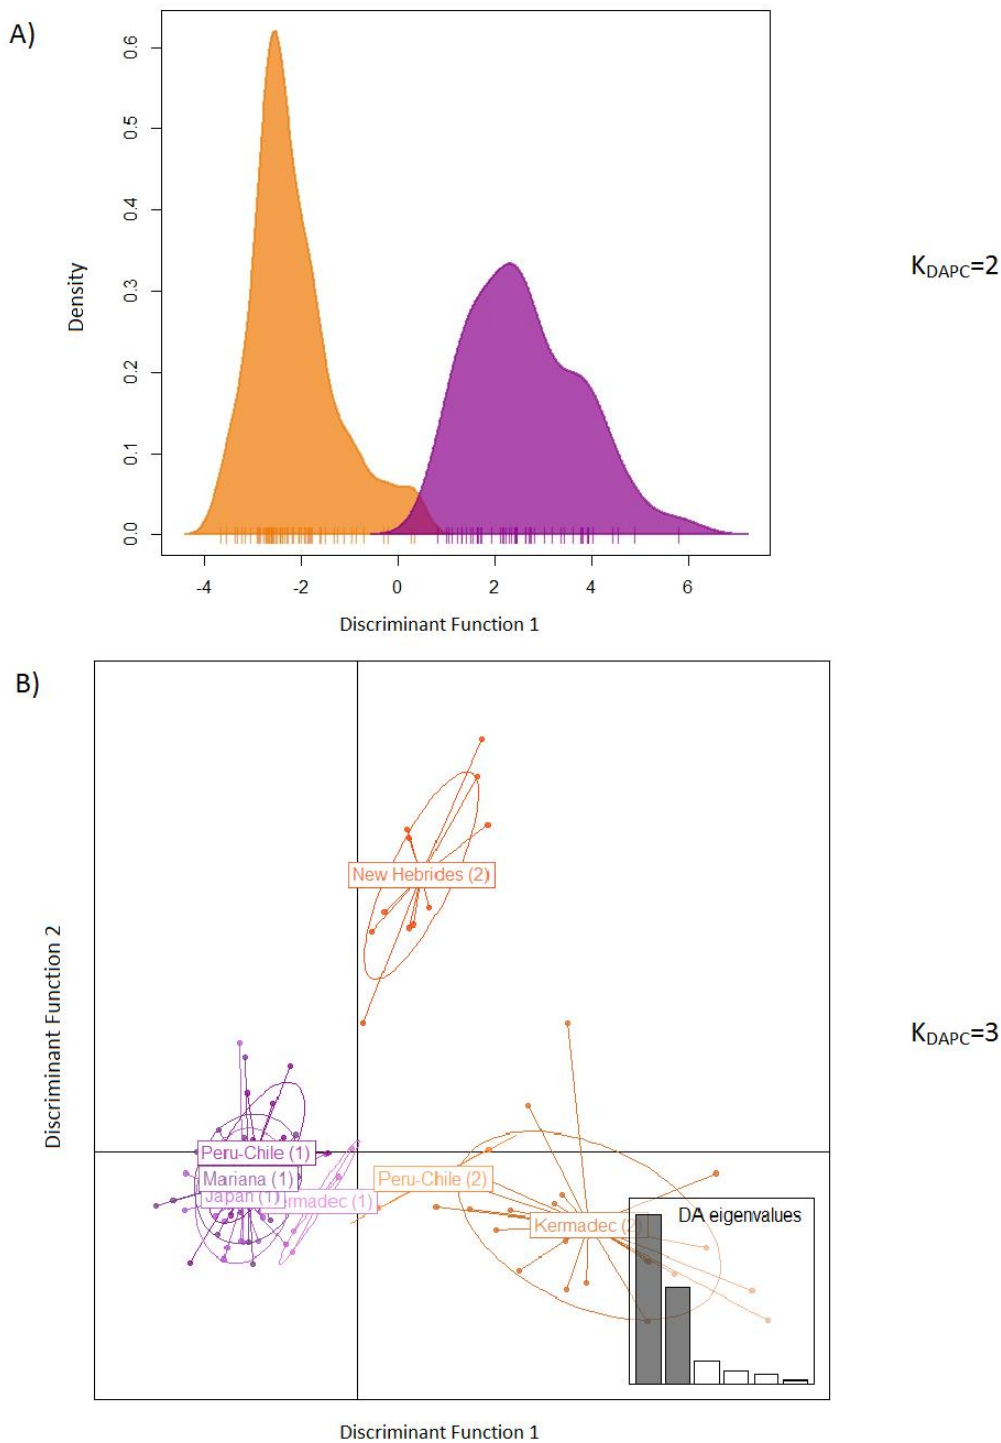 A)
0.6
0.5
0.4
0.3
0.2
0.1
0.0
Density
-4 -2 0 2 4 6
Discriminant Function 1
KDAPC=2
B)
New Hebrides (2)
Peru-Chile (1)
Mariana (1)
Japan (1)
rmadec (1)
Peru-Chile (2)
Kermadec (2)
DA eigenvalues
Discriminant Function 2
Discriminant Function 1
KDAPC=3